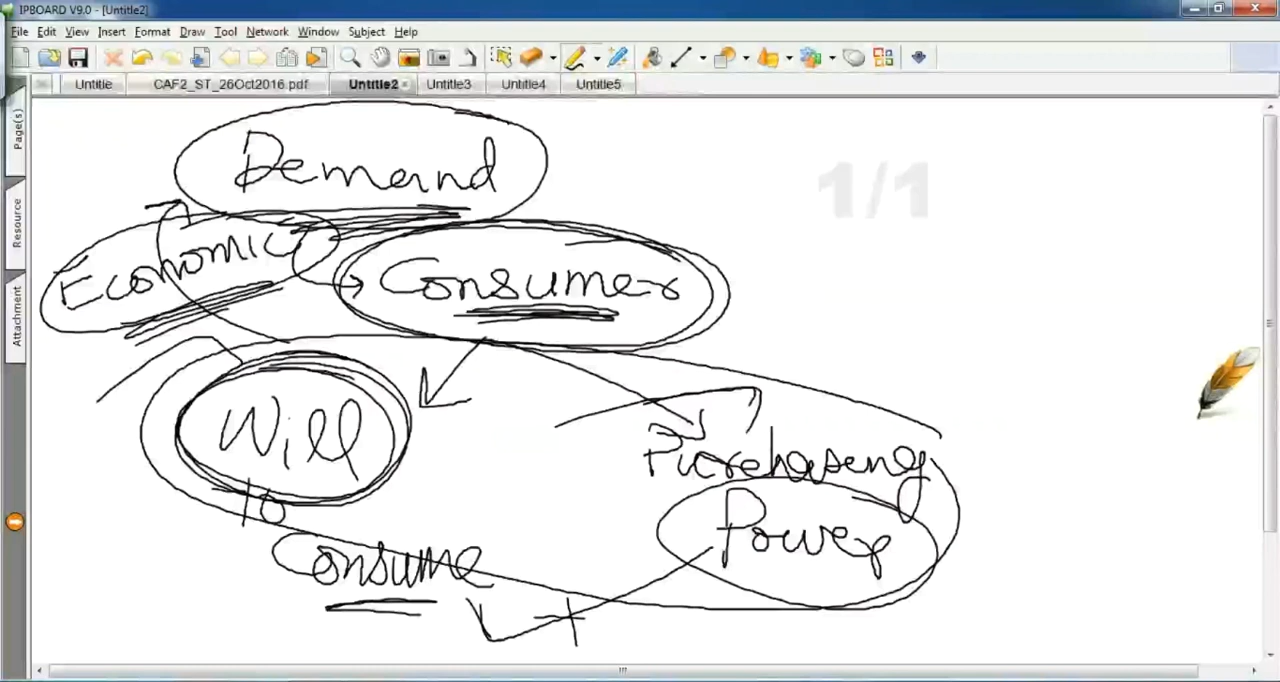 IPBOARD V9.0 - [Untitle2]
File Edit View Insert Format Draw Tool Network Window Subject Help
Untitle CAF2_ST_26Oct2016.pdf Untitle2 Untitle3 Untitle4 Untitle5
Page(s)
Resource
Attachment
1/1
Demand
Economic
Consumer
Will
to
Consume
Purchasing
Power